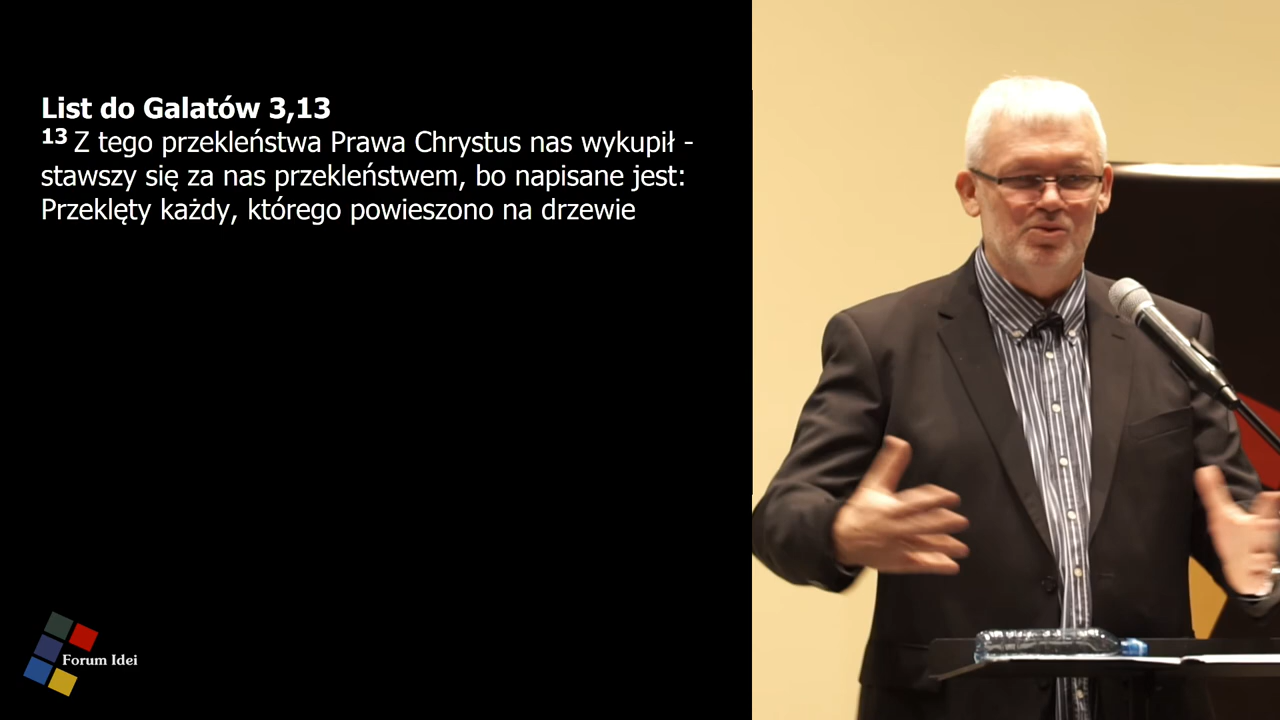 List do Galatów 3,13
13 Z tego przekleństwa Prawa Chrystus nas wykupił -
stawszy się za nas przekleństwem, bo napisane jest:
Przeklęty każdy, którego powieszono na drzewie
Forum Idei